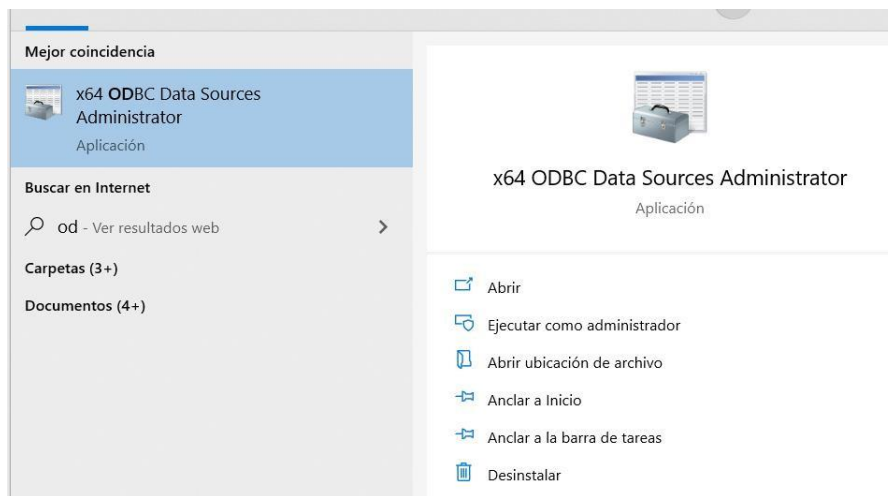 Mejor coincidencia
x64 ODBC Data Sources
Administrator
Aplicación
Buscar en Internet
od - Ver resultados web
Carpetas (3+)
Documentos (4+)
x64 ODBC Data Sources Administrator
Aplicación
Abrir
Ejecutar como administrador
Abrir ubicación de archivo
Anclar a Inicio
Anclar a la barra de tareas
Desinstalar